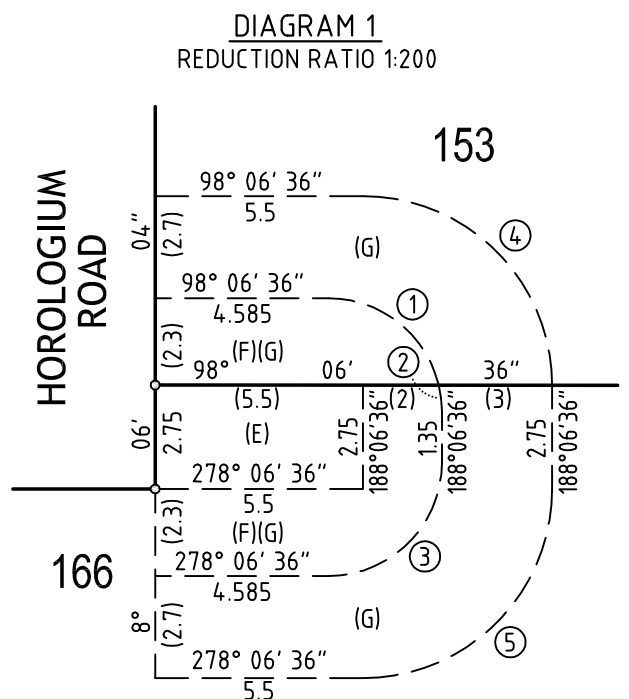 DIAGRAM 1
REDUCTION RATIO 1:200
153
98° 06' 36"
5.5
04"
(2.7)
(G)
4
HOROLOGIUM
ROAD
98° 06' 36"
4.585
1
(2.3)
(F)(G)
2
98° 06' 36"
(5.5)
(2)
(3)
06'
2.75
(E)
2.75
188°06'36"
1.35
188°06'36"
2.75
188°06'36"
278° 06' 36"
5.5
(2.3)
(F)(G)
3
166
278° 06' 36"
4.585
8°
(2.7)
(G)
5
278° 06' 36"
5.5